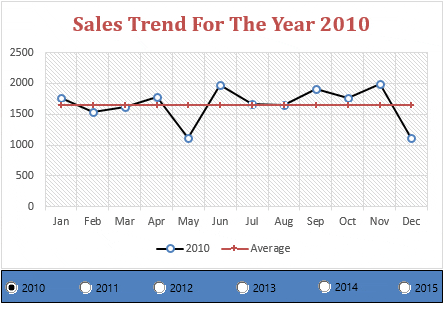 Sales Trend For The Year 2010
2500
2000
1500
1000
500
0
Jan Feb Mar Apr May Jun Jul Aug Sep Oct Nov Dec
2010 Average
2010 2011 2012 2013 2014 2015